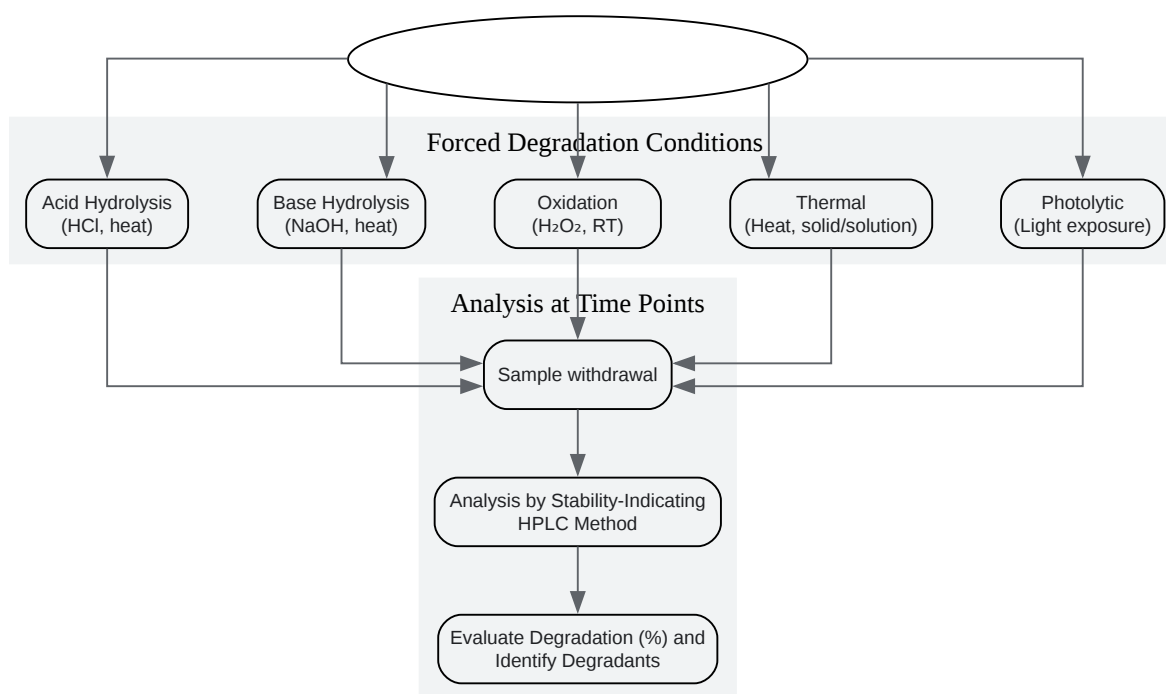 Forced Degradation Conditions
Acid Hydrolysis
(HCl, heat)
Base Hydrolysis
(NaOH, heat)
Oxidation
(H₂O₂, RT)
Thermal
(Heat, solid/solution)
Photolytic
(Light exposure)
Analysis at Time Points
Sample withdrawal
Analysis by Stability-Indicating
HPLC Method
Evaluate Degradation (%) and
Identify Degradants